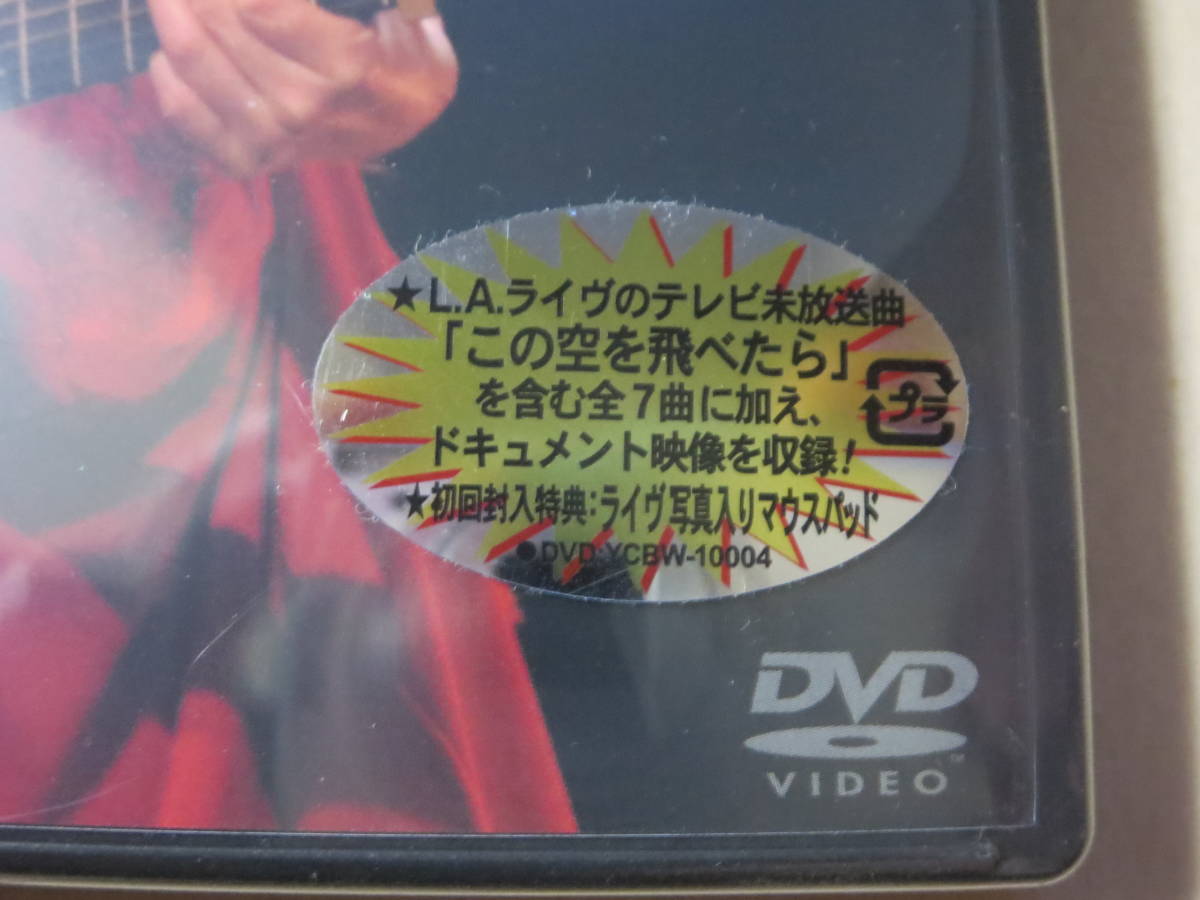 ★L.A.ライヴのテレビ未放送曲
「この空を飛べたら」
を含む全7曲に加え、
ドキュメント映像を収録!
★初回封入特典:ライヴ写真入りマウスパッド
●DVD:YCBW-10004
プラ
DVD
VIDEO
TM